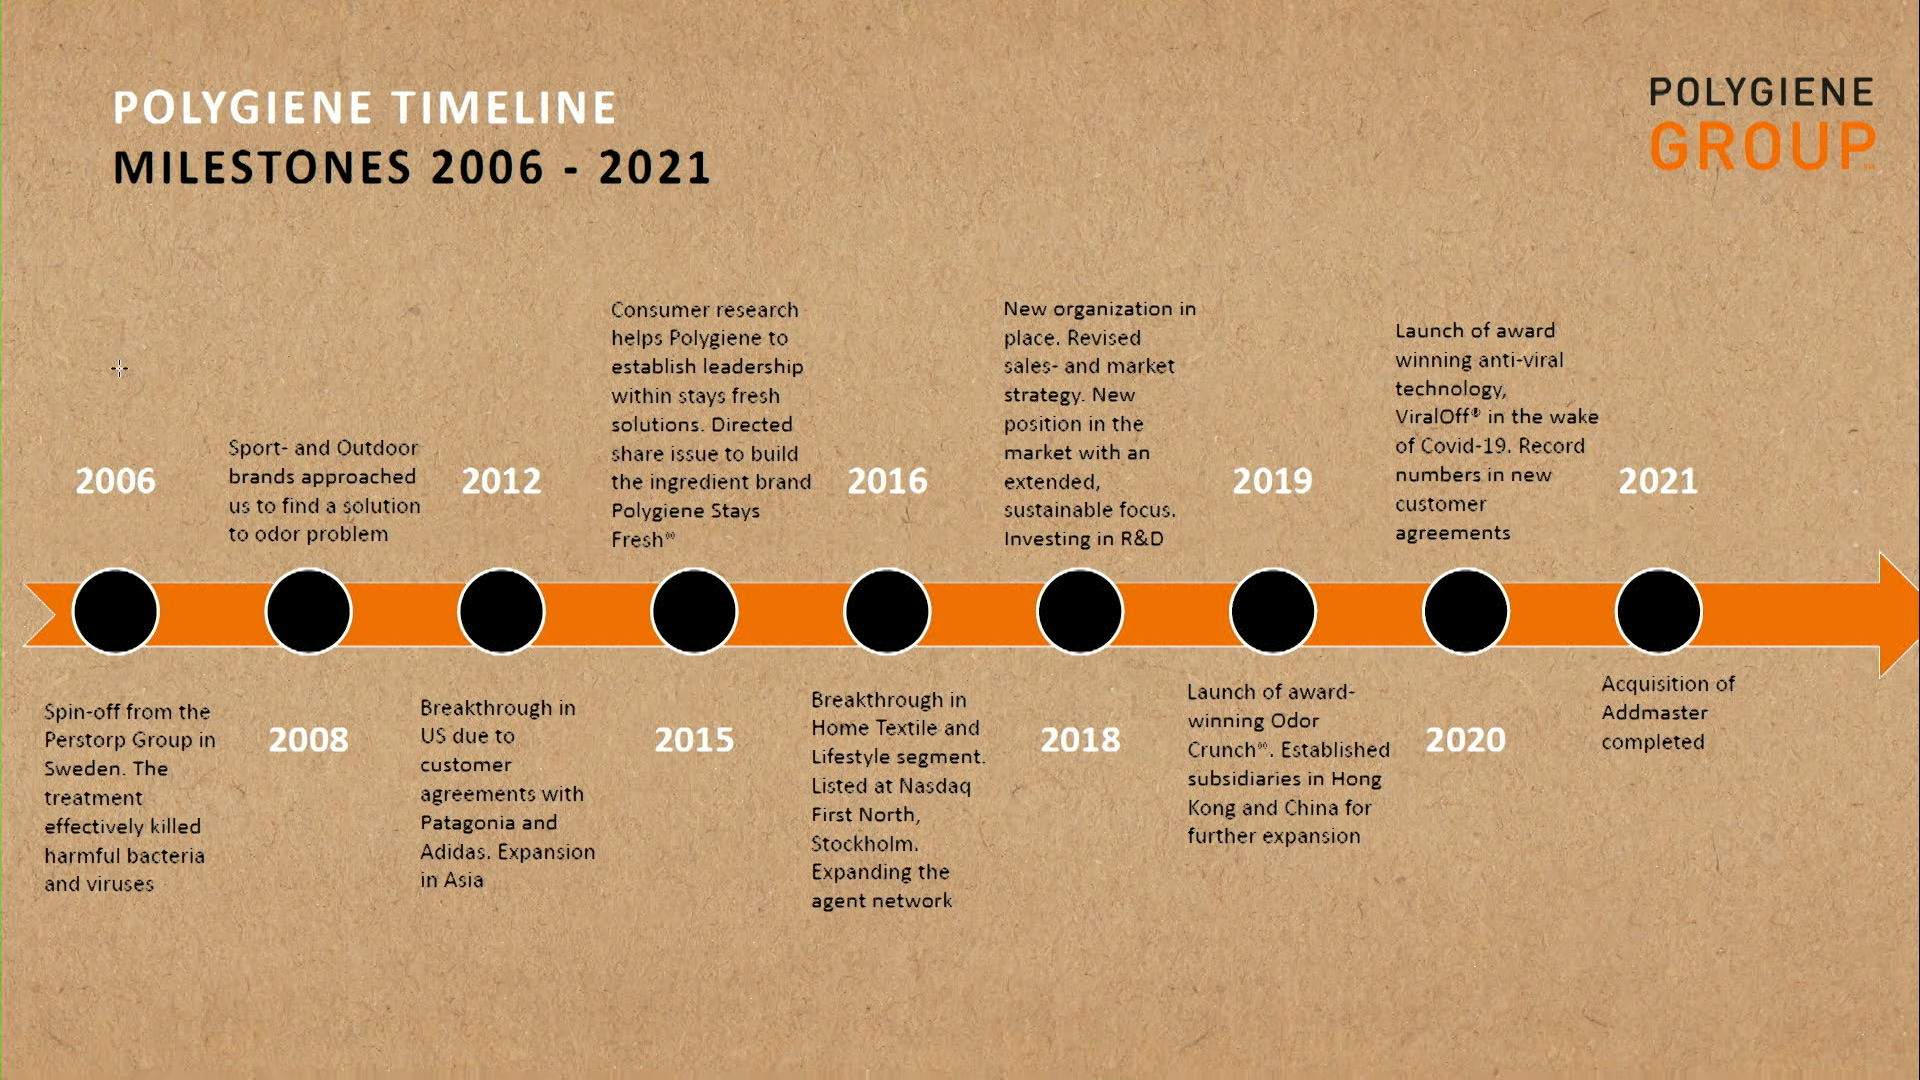 POLYGIENE TIMELINE
MILESTONES 2006 - 2021
POLYGIENE
GROUP
2006
Spin-off from the
Perstorp Group in
Sweden. The
treatment
effectively killed
harmful bacteria
and viruses
Sport- and Outdoor
brands approached
us to find a solution
to odor problem
2008
2012
Breakthrough in
US due to
customer
agreements with
Patagonia and
Adidas. Expansion
in Asia
Consumer research
helps Polygiene to
establish leadership
within stays fresh
solutions. Directed
share issue to build
the ingredient brand
Polygiene Stays
Fresh
2015
2016
Breakthrough in
Home Textile and
Lifestyle segment.
Listed at Nasdaq
First North,
Stockholm.
Expanding the
agent network
New organization in
place. Revised
sales- and market
strategy. New
position in the
market with an
extended,
sustainable focus.
Investing in R&D
2018
2019
Launch of award-
winning Odor
Crunch. Established
subsidiaries in Hong
Kong and China for
further expansion
Launch of award
winning anti-viral
technology,
ViralOff® in the wake
of Covid-19. Record
numbers in new
customer
agreements
2020
2021
Acquisition of
Addmaster
completed